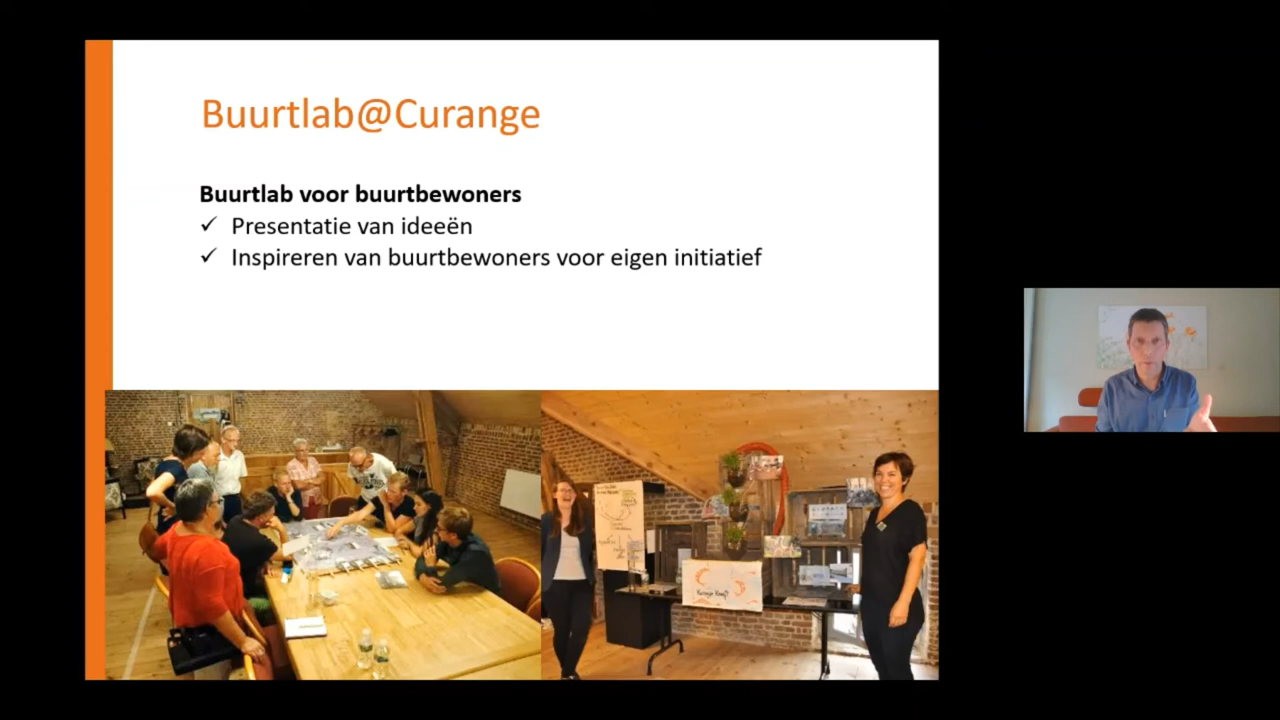 Buurtlab@Curange
Buurtlab voor buurtbewoners
✓ Presentatie van ideeën
✓ Inspireren van buurtbewoners voor eigen initiatief